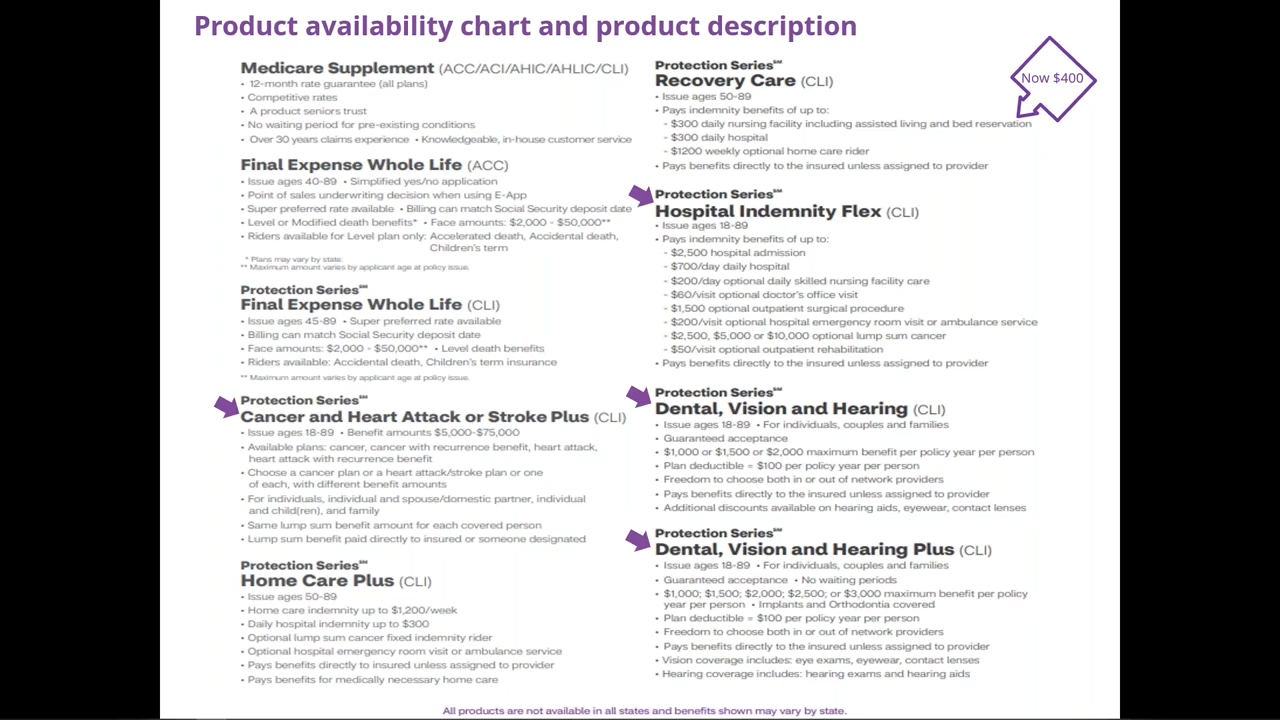 Product availability chart and product description
Medicare Supplement (ACC/ACI/AHIC/AHLIC/CLI)
• 12-month rate guarantee (all plans)
• Competitive rates
• A product seniors trust
• No waiting period for pre-existing conditions
• Over 30 years claims experience • Knowledgeable, in-house customer service
Final Expense Whole Life (ACC)
• Issue ages 40-89 • Simplified yes/no application
• Point of sales underwriting decision when using E-App
• Super preferred rate available • Billing can match Social Security deposit date
• Level or Modified death benefits* • Face amounts: $2,000 - $50,000**
• Riders available for Level plan only: Accelerated death, Accidental death,
Children's term
* Plans may vary by state.
** Maximum amount varies by applicant age at policy issue.
Protection Series℠
Final Expense Whole Life (CLI)
• Issue ages 45-89 • Super preferred rate available
• Billing can match Social Security deposit date
• Face amounts: $2,000 - $50,000** • Level death benefits
• Riders available: Accidental death, Children's term insurance
** Maximum amount varies by applicant age at policy issue.
Protection Series℠
Cancer and Heart Attack or Stroke Plus (CLI)
• Issue ages 18-89 • Benefit amounts $5,000-$75,000
• Available plans: cancer, cancer with recurrence benefit, heart attack,
heart attack with recurrence benefit
• Choose a cancer plan or a heart attack/stroke plan or one
of each, with different benefit amounts
• For individuals, individual and spouse/domestic partner, individual
and child(ren), and family
• Same lump sum benefit amount for each covered person
• Lump sum benefit paid directly to insured or someone designated
Protection Series℠
Home Care Plus (CLI)
• Issue ages 50-89
• Home care indemnity up to $1,200/week
• Daily hospital indemnity up to $300
• Optional lump sum cancer fixed indemnity rider
• Optional hospital emergency room visit or ambulance service
• Pays benefits directly to insured unless assigned to provider
• Pays benefits for medically necessary home care
Protection Series℠
Recovery Care (CLI)
• Issue ages 50-89
• Pays indemnity benefits of up to:
- $300 daily nursing facility including assisted living and bed reservation
- $300 daily hospital
- $1200 weekly optional home care rider
• Pays benefits directly to the insured unless assigned to provider
Now $400
Protection Series℠
Hospital Indemnity Flex (CLI)
• Issue ages 18-89
• Pays indemnity benefits of up to:
- $2,500 hospital admission
- $700/day daily hospital
- $200/day optional daily skilled nursing facility care
- $60/visit optional doctor's office visit
- $1,500 optional outpatient surgical procedure
- $200/visit optional hospital emergency room visit or ambulance service
- $2,500, $5,000 or $10,000 optional lump sum cancer
- $50/visit optional outpatient rehabilitation
• Pays benefits directly to the insured unless assigned to provider
Protection Series℠
Dental, Vision and Hearing (CLI)
• Issue ages 18-89 • For individuals, couples and families
• Guaranteed acceptance
• $1,000 or $1,500 or $2,000 maximum benefit per policy year per person
• Plan deductible = $100 per policy year per person
• Freedom to choose both in or out of network providers
• Pays benefits directly to the insured unless assigned to provider
• Additional discounts available on hearing aids, eyewear, contact lenses
Protection Series℠
Dental, Vision and Hearing Plus (CLI)
• Issue ages 18-89 • For individuals, couples and families
• Guaranteed acceptance • No waiting periods
• $1,000; $1,500; $2,000; $2,500; or $3,000 maximum benefit per policy
year per person • Implants and Orthodontia covered
• Plan deductible = $100 per policy year per person
• Freedom to choose both in or out of network providers
• Pays benefits directly to the insured unless assigned to provider
• Vision coverage includes: eye exams, eyewear, contact lenses
• Hearing coverage includes: hearing exams and hearing aids
All products are not available in all states and benefits shown may vary by state.